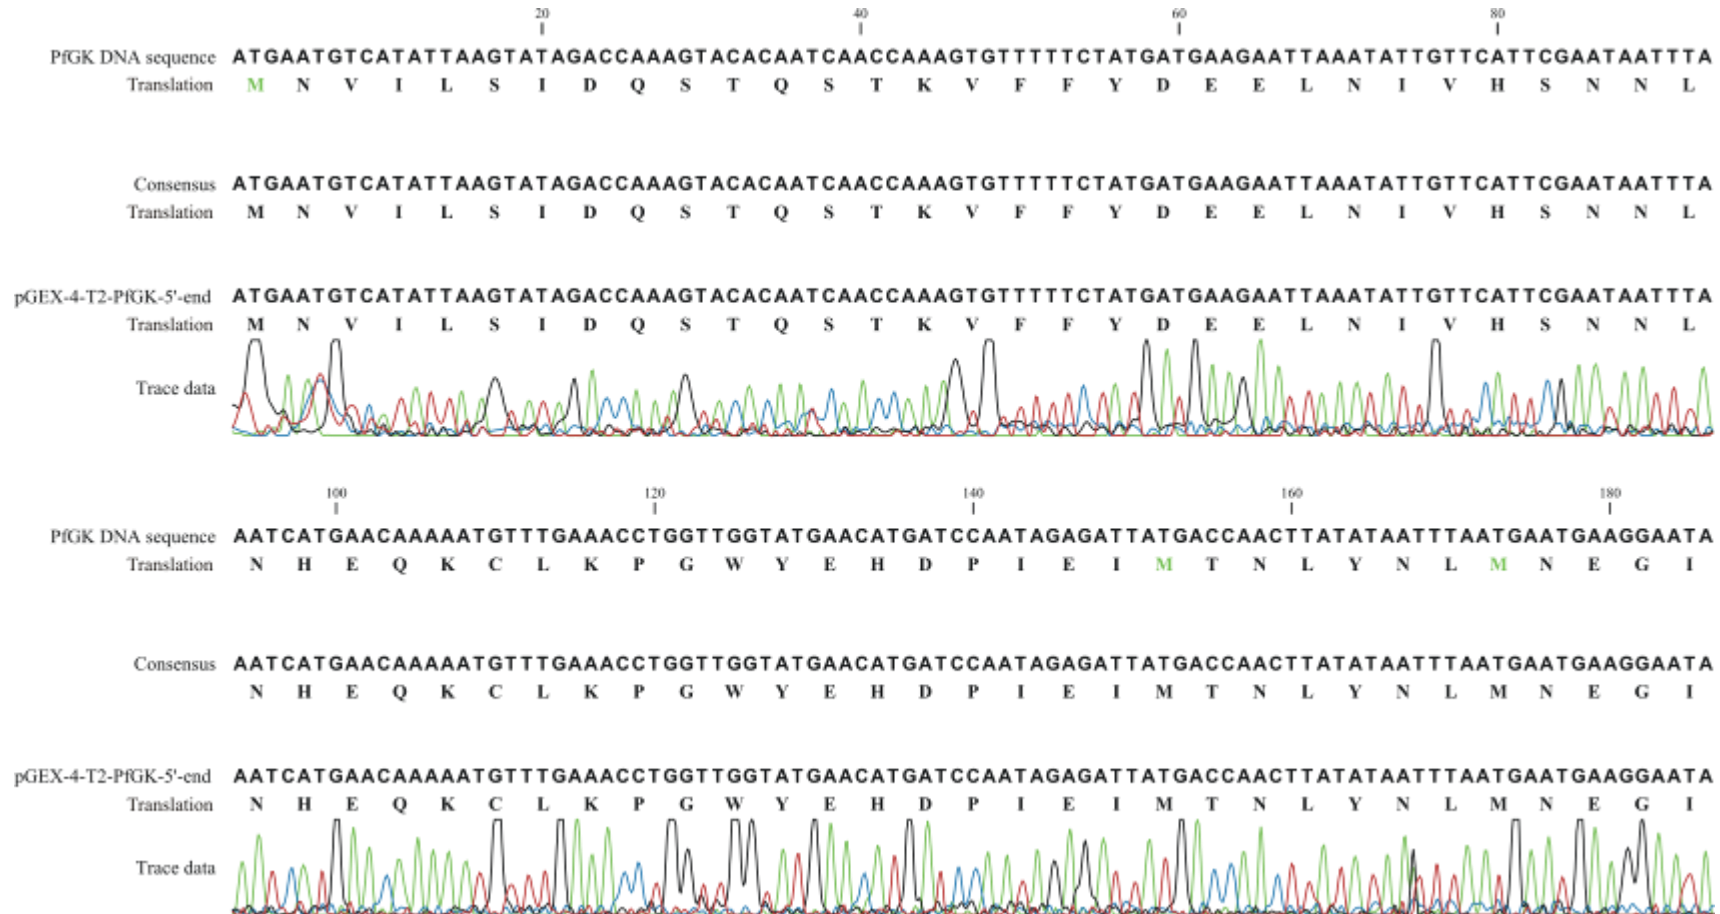 20 40 60 80
PfGK DNA sequence ATGAATGTCATATTAAGTATAGACCAAAGTACACAATCAACCAAAGTGTTTTTCTATGATGAAGAATTAAATATTGTTCATTCGAATAATTTA
Translation M N V I L S I D Q S T Q S T K V F F Y D E E L N I V H S N N L
Consensus ATGAATGTCATATTAAGTATAGACCAAAGTACACAATCAACCAAAGTGTTTTTCTATGATGAAGAATTAAATATTGTTCATTCGAATAATTTA
Translation M N V I L S I D Q S T Q S T K V F F Y D E E L N I V H S N N L
pGEX-4-T2-PfGK-5'-end ATGAATGTCATATTAAGTATAGACCAAAGTACACAATCAACCAAAGTGTTTTTCTATGATGAAGAATTAAATATTGTTCATTCGAATAATTTA
Translation M N V I L S I D Q S T Q S T K V F F Y D E E L N I V H S N N L
Trace data
100 120 140 160 180
PfGK DNA sequence AATCATGAACAAAAATGTTTGAAACCTGGTTGGTATGAACATGATCCAATAGAGATTATGACCAACTTATATAATTTAATGAATGAAGGAATA
Translation N H E Q K C L K P G W Y E H D P I E I M T N L Y N L M N E G I
Consensus AATCATGAACAAAAATGTTTGAAACCTGGTTGGTATGAACATGATCCAATAGAGATTATGACCAACTTATATAATTTAATGAATGAAGGAATA
N H E Q K C L K P G W Y E H D P I E I M T N L Y N L M N E G I
pGEX-4-T2-PfGK-5'-end AATCATGAACAAAAATGTTTGAAACCTGGTTGGTATGAACATGATCCAATAGAGATTATGACCAACTTATATAATTTAATGAATGAAGGAATA
Translation N H E Q K C L K P G W Y E H D P I E I M T N L Y N L M N E G I
Trace data